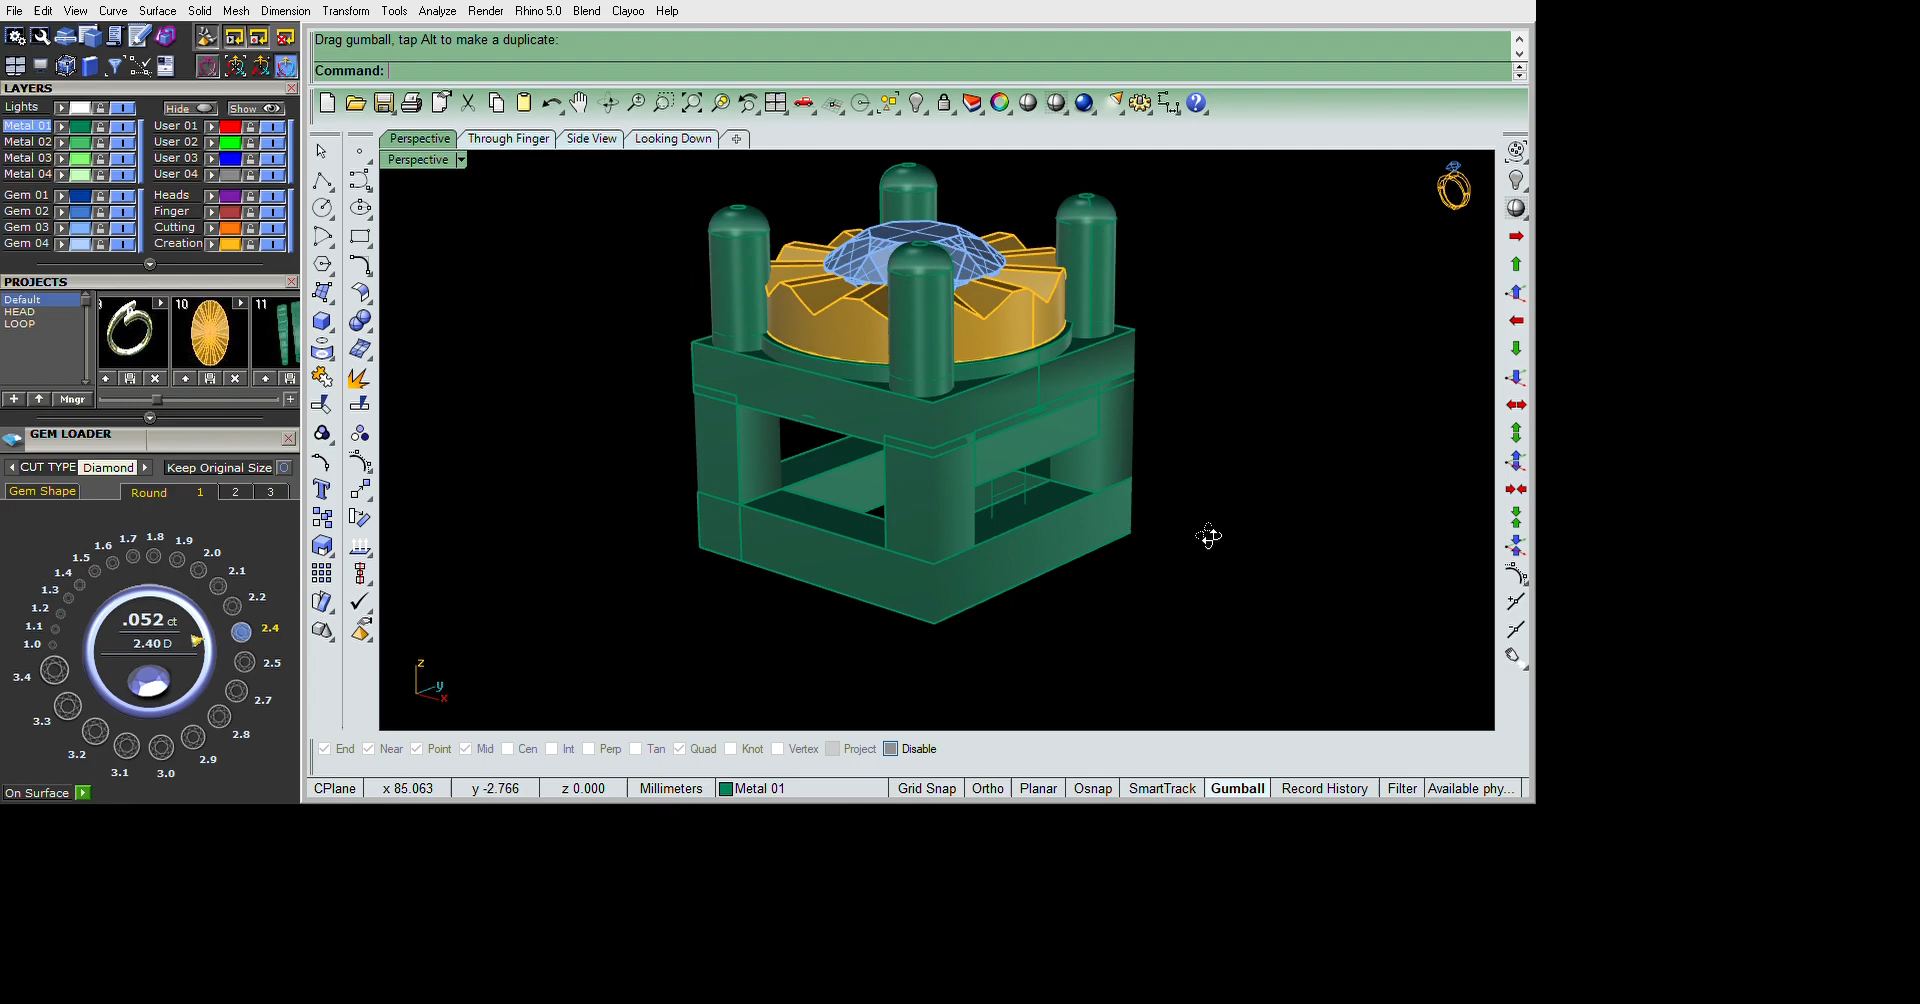 File Edit View Curve Surface Solid Mesh Dimension Transform Tools Analyze Render Rhino 5.0 Blend Clayoo Help
Drag gumball, tap Alt to make a duplicate:
Command:
LAYERS
Lights Hide Show
Metal 01 User 01
Metal 02 User 02
Metal 03 User 03
Metal 04 User 04
Gem 01 Heads
Gem 02 Finger
Gem 03 Cutting
Gem 04 Creation
PROJECTS
Default
HEAD
LOOP
10
11
Mngr
GEM LOADER
CUT TYPE Diamond Keep Original Size
Gem Shape Round 1 2 3
1.0
1.1
1.2
1.3
1.4
1.5
1.6
1.7
1.8
1.9
2.0
2.1
2.2
2.4
2.5
2.7
2.8
2.9
3.0
3.1
3.2
3.3
3.4
.052 ct
2.40 D
On Surface
Perspective Through Finger Side View Looking Down
Perspective
z
y
x
End Near Point Mid Cen Int Perp Tan Quad Knot Vertex Project Disable
CPlane x 85.063 y -2.766 z 0.000 Millimeters Metal 01 Grid Snap Ortho Planar Osnap SmartTrack Gumball Record History Filter Available phy...